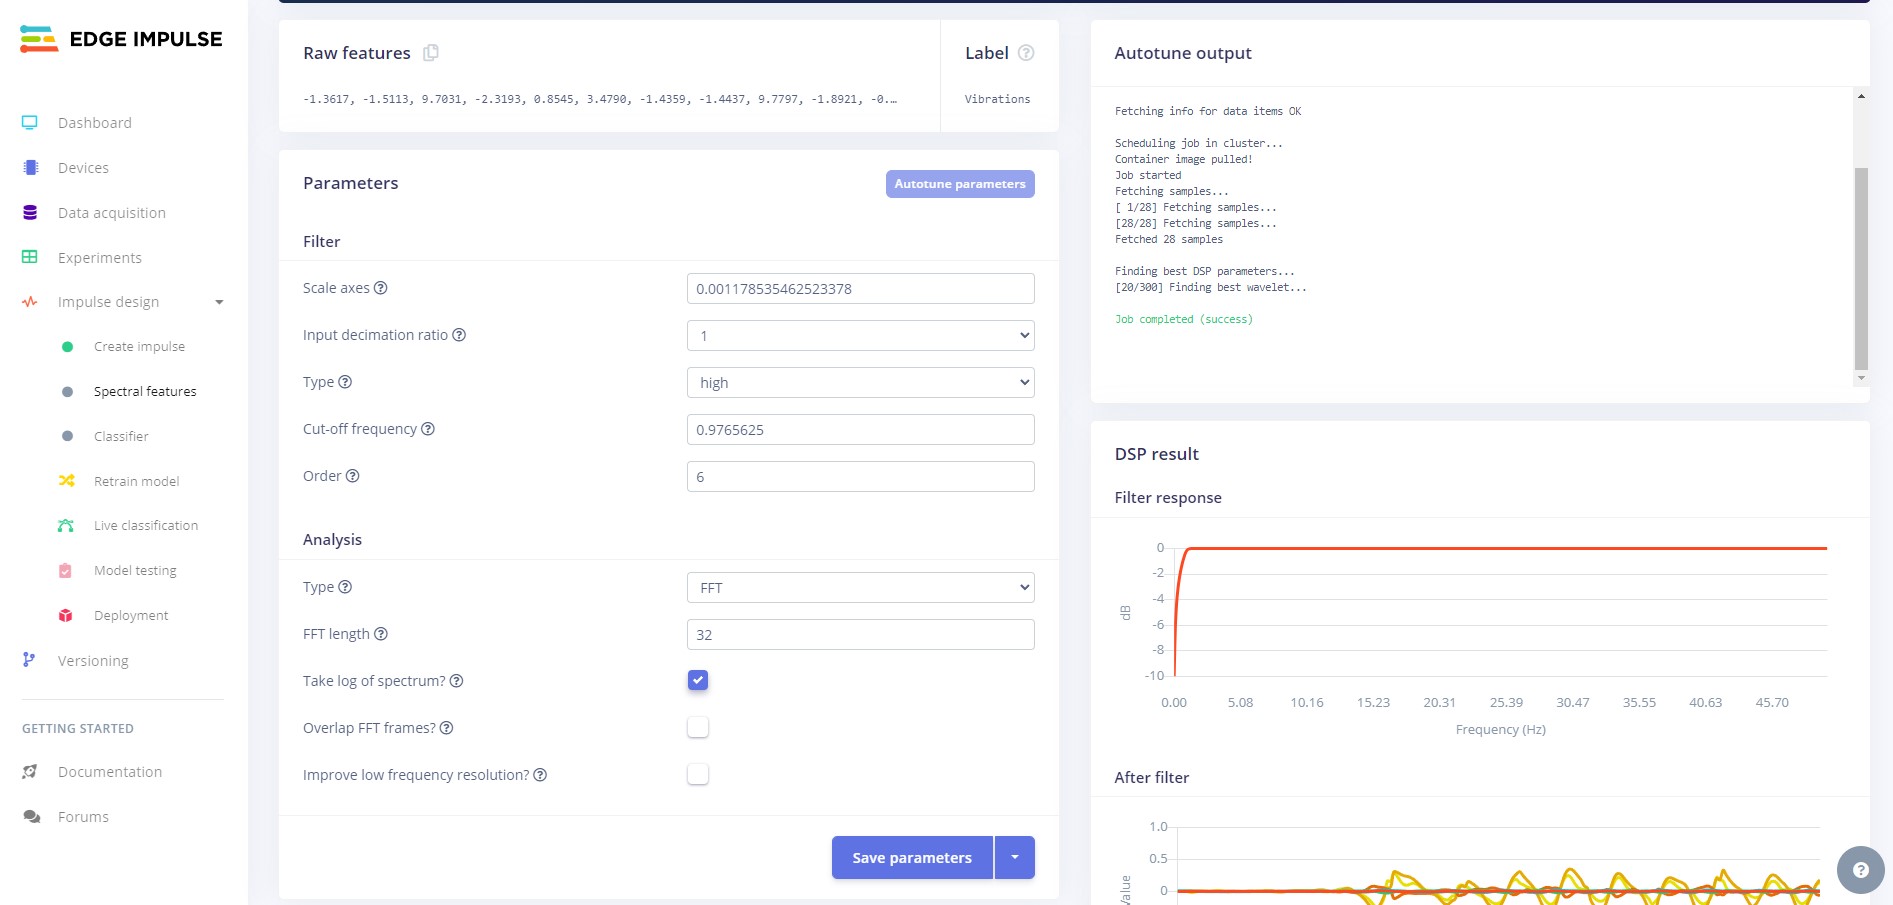 EDGE IMPULSE
Dashboard
Devices
Data acquisition
Experiments
Impulse design
Create impulse
Spectral features
Classifier
Retrain model
Live classification
Model testing
Deployment
Versioning
GETTING STARTED
Documentation
Forums
Raw features
-1.3617, -1.5113, 9.7031, -2.3193, 0.8545, 3.4790, -1.4359, -1.4437, 9.7797, -1.8921, -0...
Label ?
Vibrations
Parameters
Autotune parameters
Filter
Scale axes ?
0.001178535462523378
Input decimation ratio ?
1
Type ?
high
Cut-off frequency ?
0.9765625
Order ?
6
Analysis
Type ?
FFT
FFT length ?
32
Take log of spectrum? ?
Overlap FFT frames? ?
Improve low frequency resolution? ?
Save parameters
Autotune output
Fetching info for data items OK
Scheduling job in cluster...
Container image pulled!
Job started
Fetching samples...
[ 1/28] Fetching samples...
[28/28] Fetching samples...
Fetched 28 samples
Finding best DSP parameters...
[20/300] Finding best wavelet...
Job completed (success)
DSP result
Filter response
0
-2
-4
-6
-8
-10
dB
0.00 5.08 10.16 15.23 20.31 25.39 30.47 35.55 40.63 45.70
Frequency (Hz)
After filter
1.0
0.5
0
Value
?